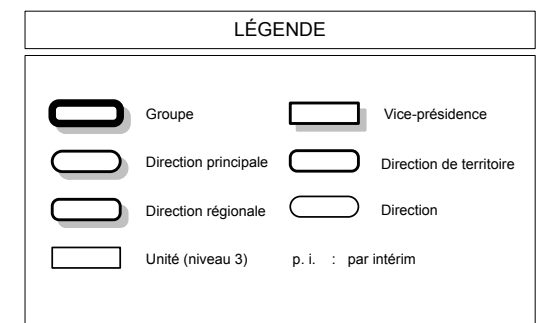 LÉGENDE
Groupe
Vice-présidence
Direction principale
Direction de territoire
Direction régionale
Direction
Unité (niveau 3)
p. i. : par intérim